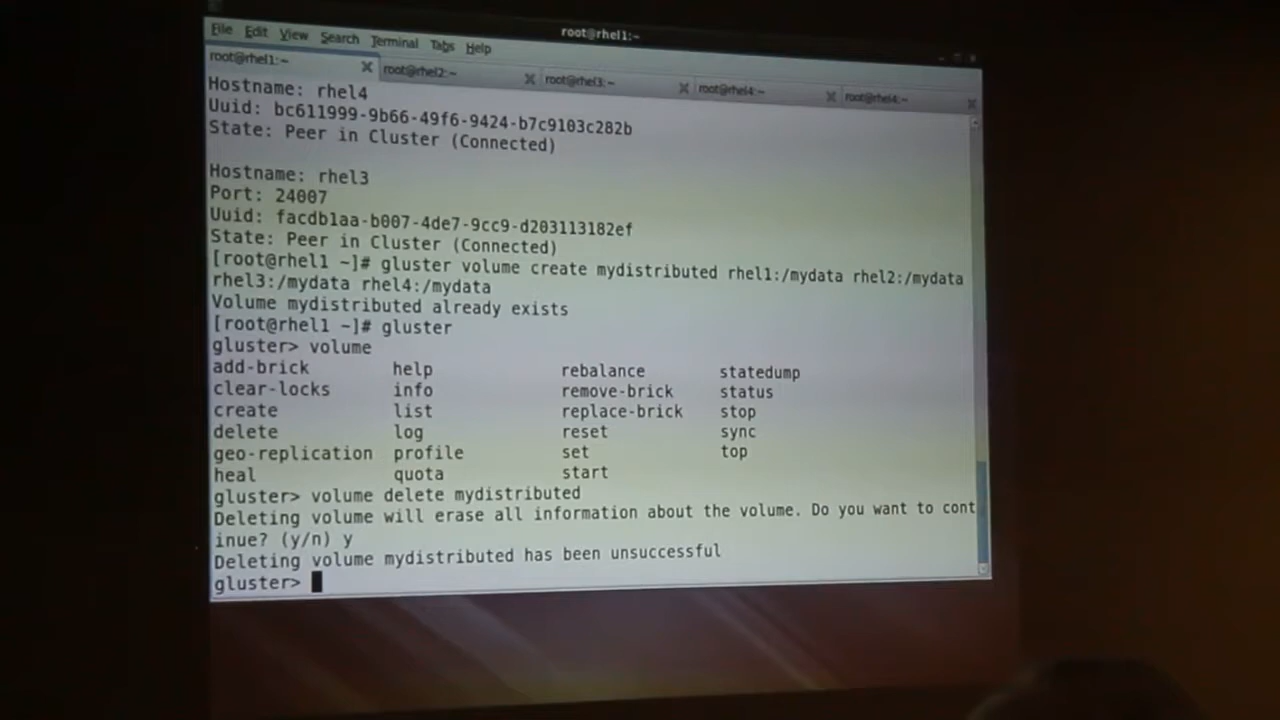 root@rhel1:~
File Edit View Search Terminal Tabs Help
root@rhel1:~ root@rhel2:~ root@rhel3:~ root@rhel4:~ root@rhel4:~
Hostname: rhel4
Uuid: bc611999-9b66-49f6-9424-b7c9103c282b
State: Peer in Cluster (Connected)
Hostname: rhel3
Port: 24007
Uuid: facdb1aa-b007-4de7-9cc9-d203113182ef
State: Peer in Cluster (Connected)
[root@rhel1 ~]# gluster volume create mydistributed rhel1:/mydata rhel2:/mydata
rhel3:/mydata rhel4:/mydata
Volume mydistributed already exists
[root@rhel1 ~]# gluster
gluster> volume
add-brick help rebalance statedump
clear-locks info remove-brick status
create list replace-brick stop
delete log reset sync
geo-replication profile set top
heal quota start
gluster> volume delete mydistributed
Deleting volume will erase all information about the volume. Do you want to cont
inue? (y/n) y
Deleting volume mydistributed has been unsuccessful
gluster>